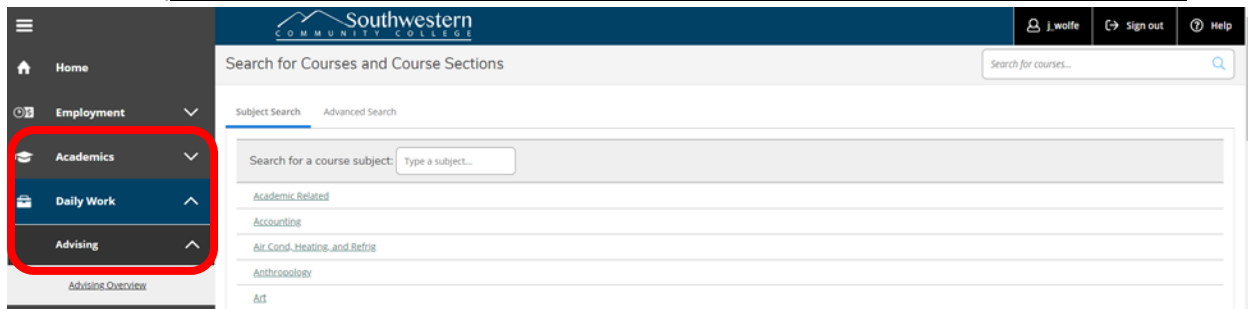 Southwestern
COMMUNITY COLLEGE
j_wolfe
Sign out
Help
Home
Employment
Academics
Daily Work
Advising
Advising Overview
Search for Courses and Course Sections
Search for courses...
Subject Search
Advanced Search
Search for a course subject: Type a subject...
Academic Related
Accounting
Air Cond, Heating, and Refrig
Anthropology
Art